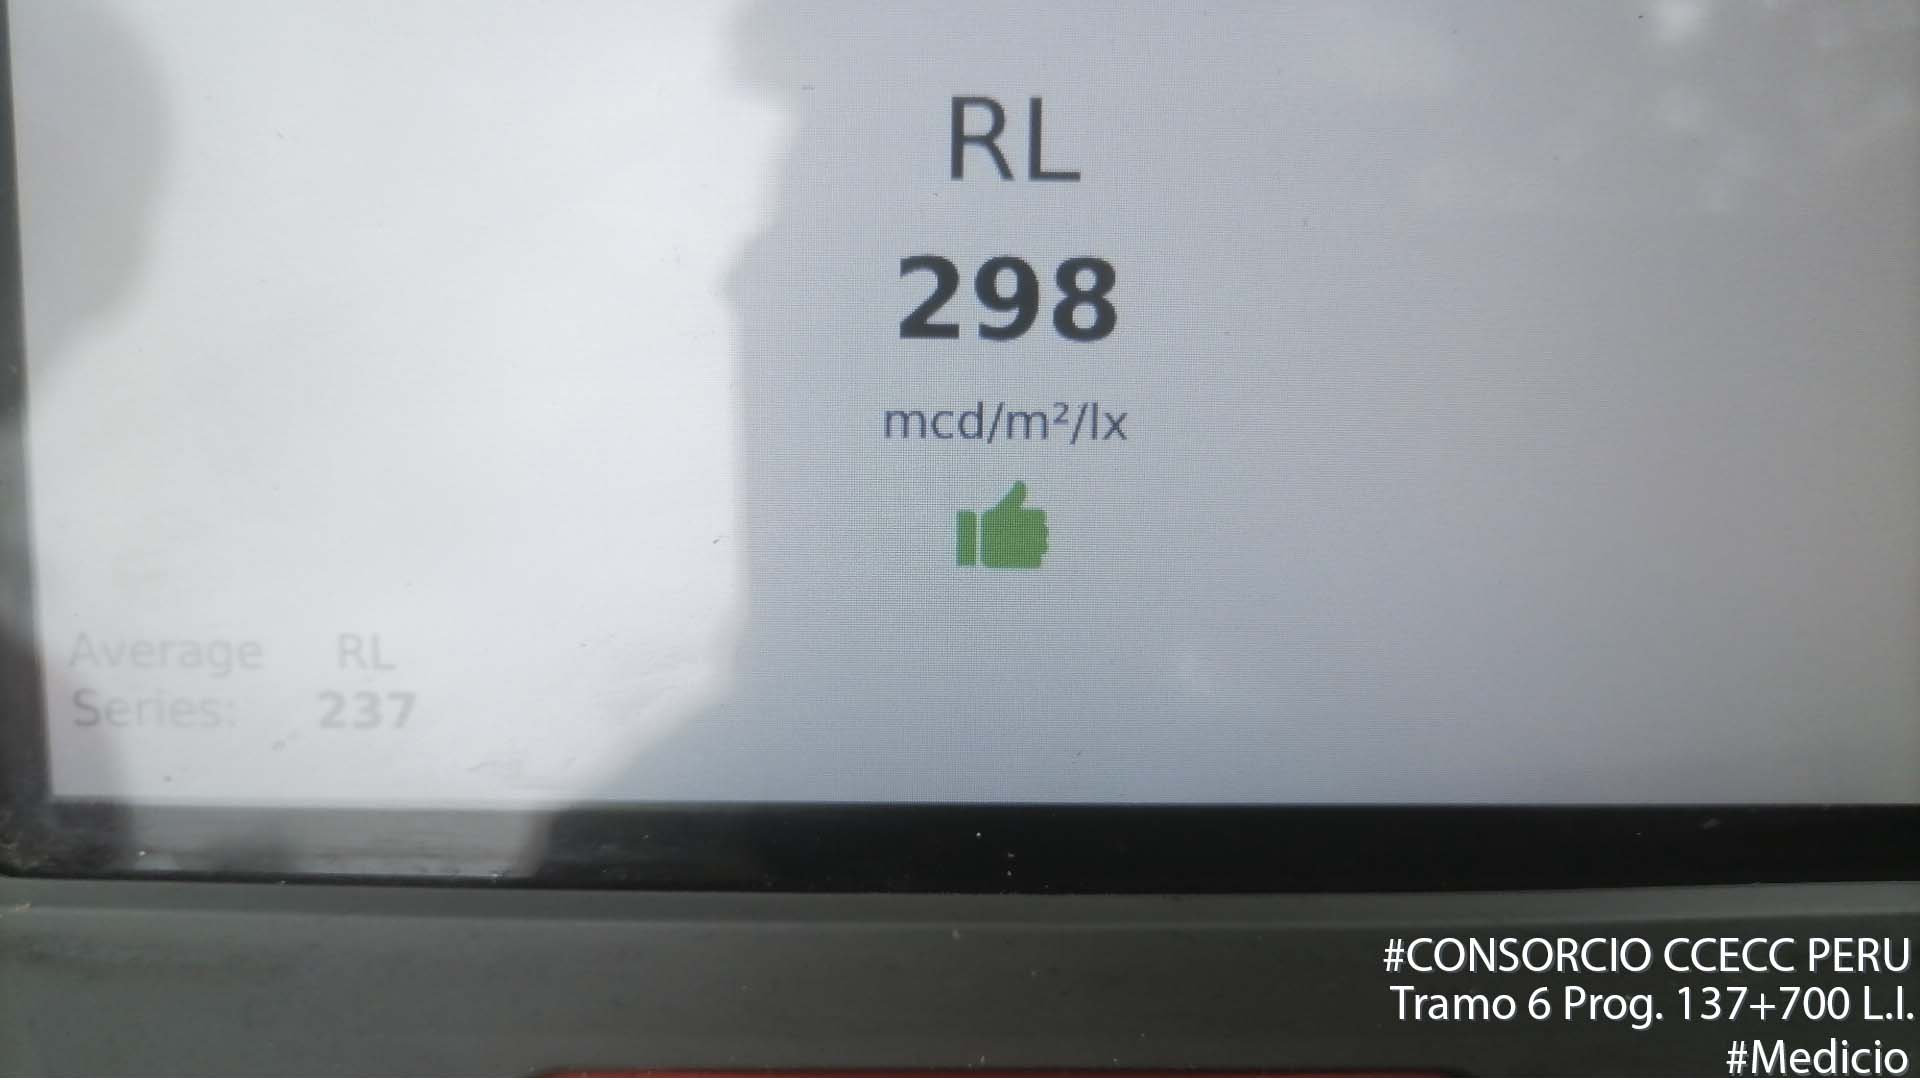 RL
298
mcd/m²/lx
Average RL
Series: 237
#CONSORCIO CCECC PERU
Tramo 6 Prog. 137+700 L.I.
#Medicio